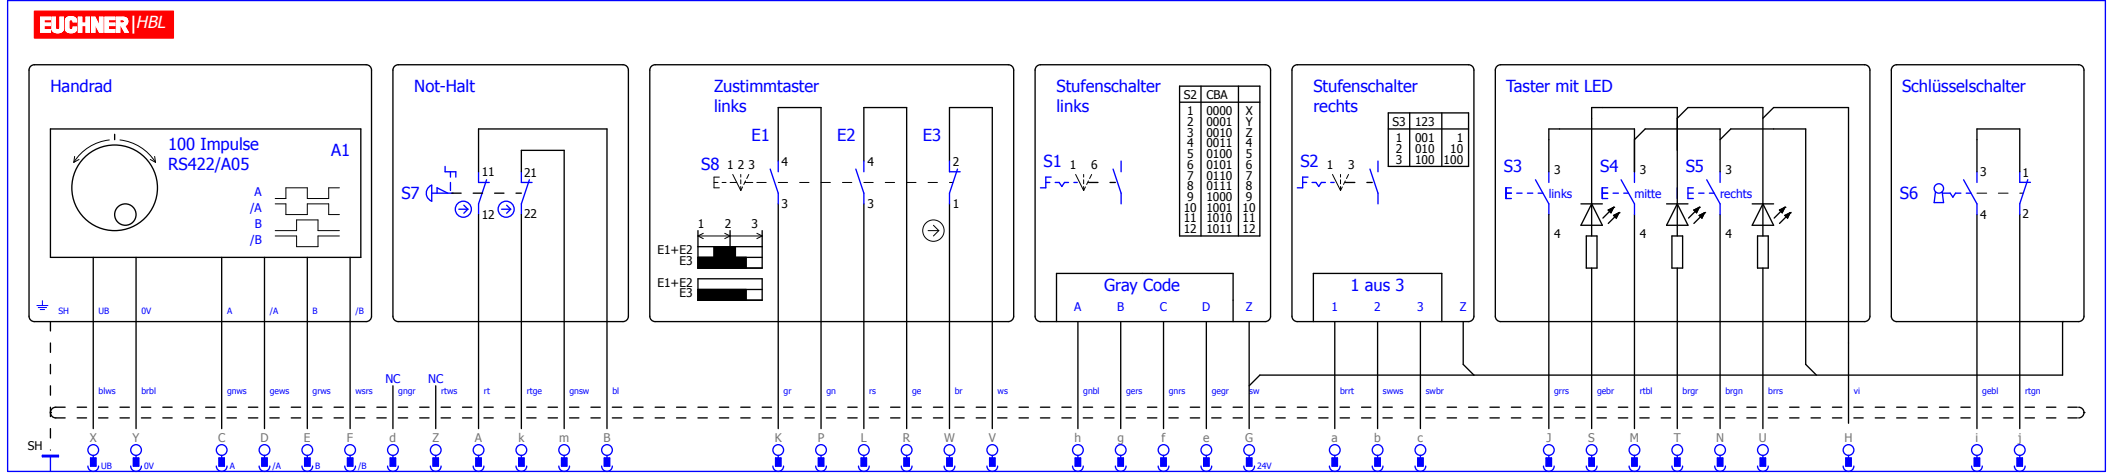 EUCHNER HBL
Handrad
100 Impulse
RS422/A05
A1
A
/A
B
/B
SH UB 0V A /A B /B
Not-Halt
S7
11 21
12 22
Zustimmtaster
links
E1 E2 E3
S8 1 2 3
4 4 2
E
3 3 1
1 2 3
E1+E2
E3
E1+E2
E3
Stufenschalter
links
S2 CBA
1 0000 X
2 0001 Y
3 0010 Z
4 0011 4
5 0100 5
6 0101 6
7 0110 7
8 0111 8
9 1000 9
10 1001 10
11 1010 11
12 1011 12
S1 1 6
Gray Code
A B C D Z
Stufenschalter
rechts
S3 123
1 001 1
2 010 10
3 100 100
S2 1 3
1 aus 3
1 2 3 Z
Taster mit LED
S3 3 S4 3 S5 3
E links E mitte E rechts
4 4 4
Schlüsselschalter
3 1
S6
4 2
NC NC
blws brbl gnws gews grws wsrs gngr rtws rt rtge gnsw bl gr gn rs ge br ws gnbl gers gnrs gegr sw brrt swws swbr grrs gebr rtbl brgr brgn brrs vi gebl rtgn
SH X Y C D E F d Z A k m B K P L R W V h g f e G a b c J S M T N U H i j
UB 0V A /A B /B 24V